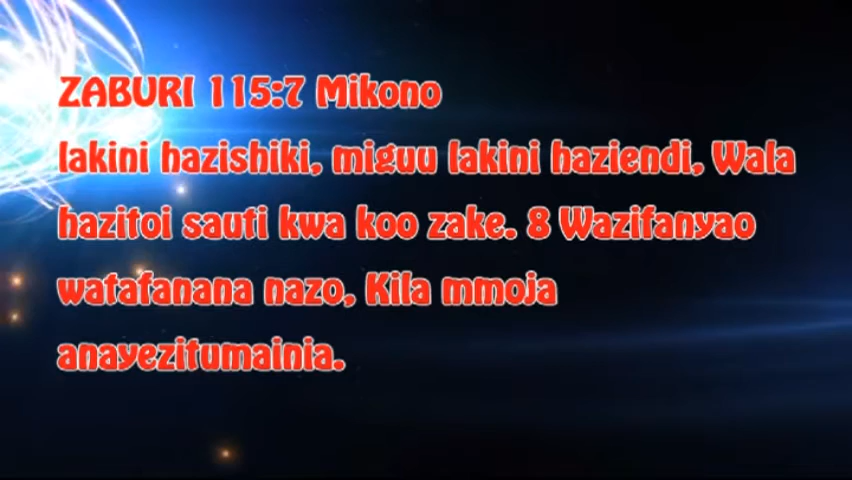 ZABURI 115:7 Mikono
lakini hazishiki, miguu lakini haziendi, Wala
hazitoi sauti kwa koo zake. 8 Wazifanyao
watafanana nazo, Kila mmoja
anayezitumainia.